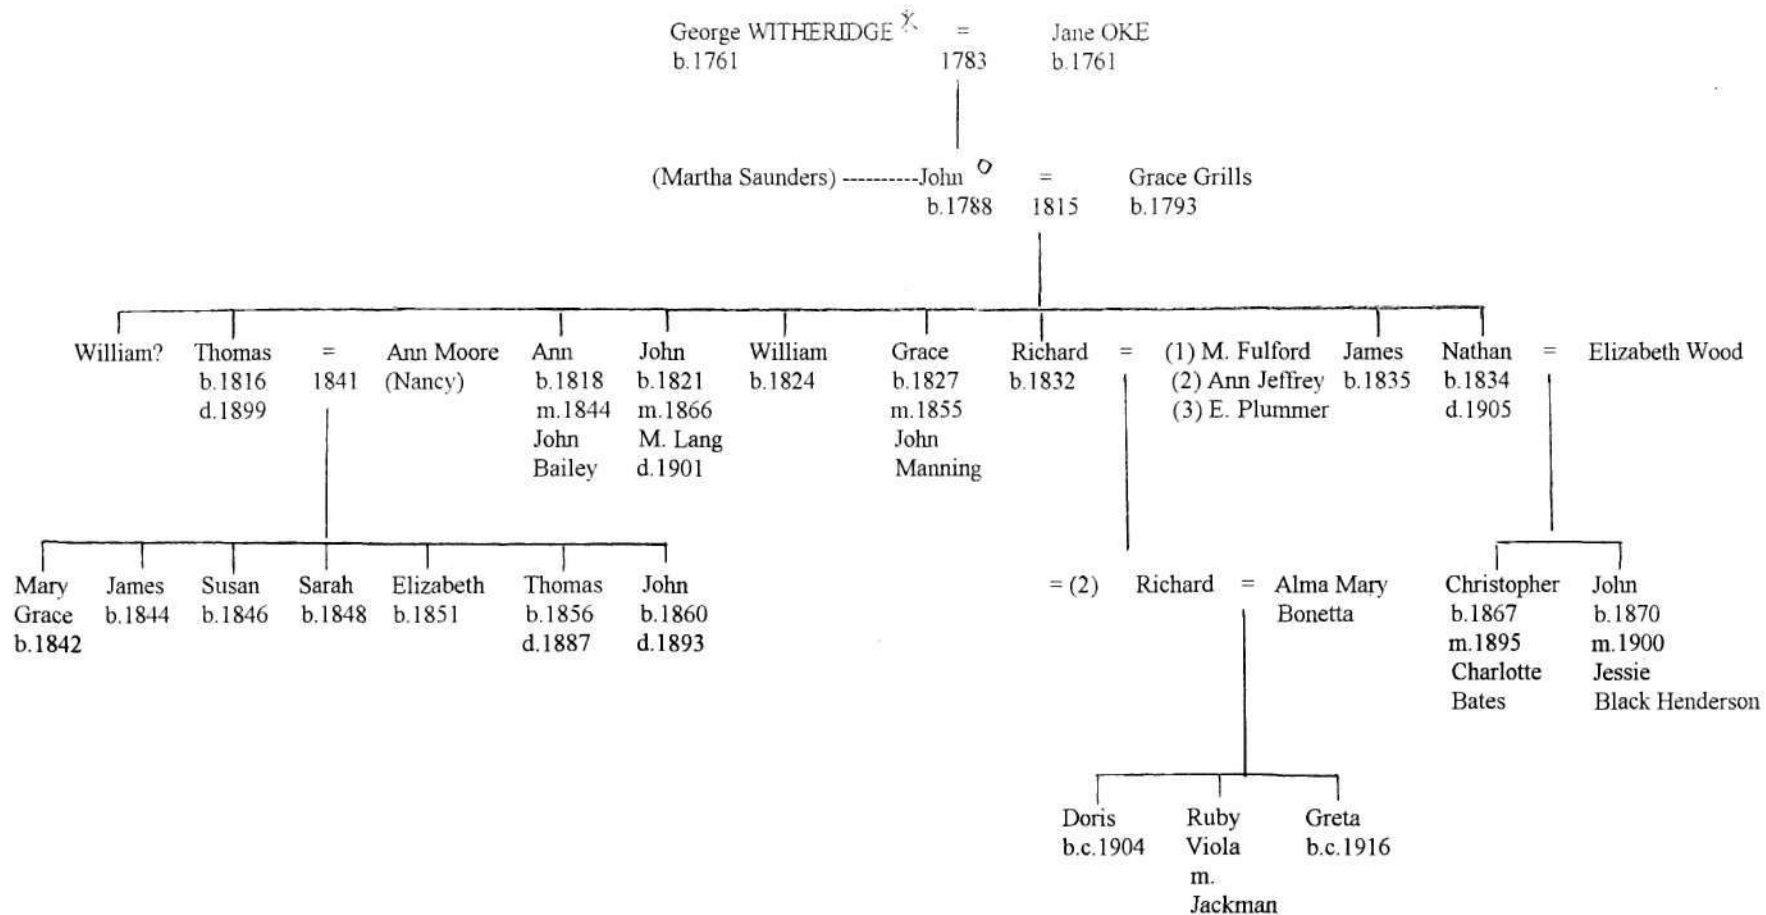 George WITHERIDGE = Jane OKE
b.1761 1783 b.1761
(Martha Saunders) ----------John = Grace Grills
b.1788 1815 b.1793
William? Thomas = Ann Moore Ann John William Grace Richard = (1) M. Fulford James Nathan = Elizabeth Wood
b.1816 1841 (Nancy) b.1818 b.1821 b.1824 b.1827 b.1832 (2) Ann Jeffrey b.1835 b.1834
d.1899 m.1844 m.1866 m.1855 (3) E. Plummer d.1905
John M. Lang John
Bailey d.1901 Manning
Mary James Susan Sarah Elizabeth Thomas John = (2) Richard = Alma Mary Christopher John
Grace b.1844 b.1846 b.1848 b.1851 b.1856 b.1860 Bonetta b.1867 b.1870
b.1842 d.1887 d.1893 m.1895 m.1900
Charlotte Jessie
Bates Black Henderson
Doris Ruby Greta
b.c.1904 Viola b.c.1916
m.
Jackman